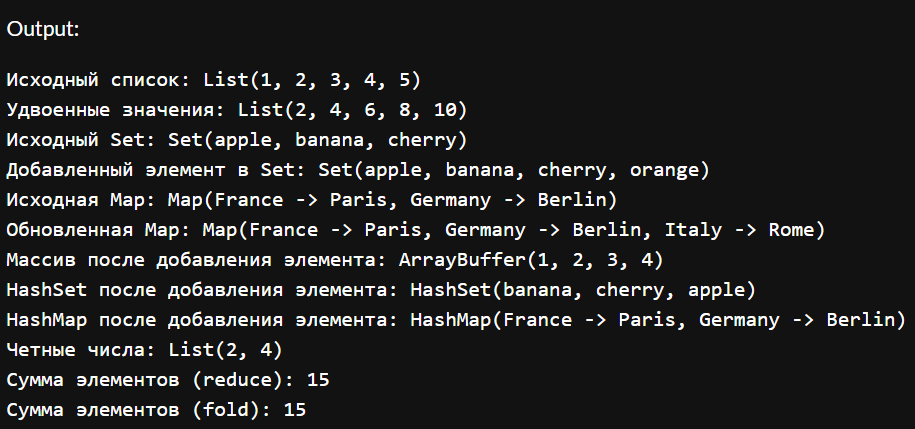 Output:
Исходный список: List(1, 2, 3, 4, 5)
Удвоенные значения: List(2, 4, 6, 8, 10)
Исходный Set: Set(apple, banana, cherry)
Добавленный элемент в Set: Set(apple, banana, cherry, orange)
Исходная Map: Map(France -> Paris, Germany -> Berlin)
Обновленная Map: Map(France -> Paris, Germany -> Berlin, Italy -> Rome)
Массив после добавления элемента: ArrayBuffer(1, 2, 3, 4)
HashSet после добавления элемента: HashSet(banana, cherry, apple)
HashMap после добавления элемента: HashMap(France -> Paris, Germany -> Berlin)
Четные числа: List(2, 4)
Сумма элементов (reduce): 15
Сумма элементов (fold): 15